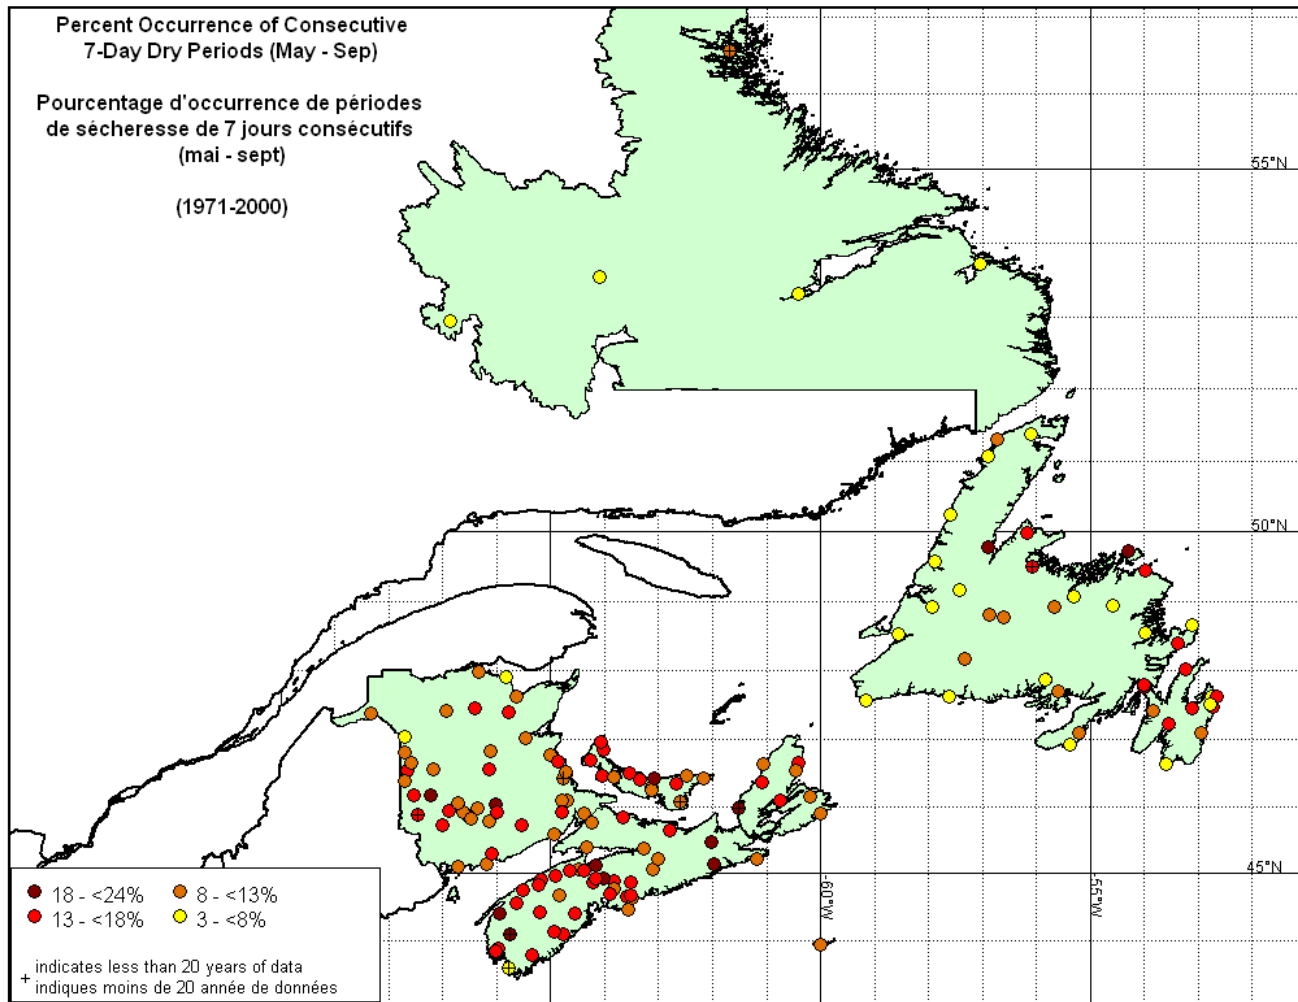 Percent Occurrence of Consecutive
7-Day Dry Periods (May - Sep)
Pourcentage d'occurrence de périodes
de sécheresse de 7 jours consécutifs
(mai - sept)
(1971-2000)
55°N
50°N
45°N
60°W
55°W
18 - <24%
8 - <13%
13 - <18%
3 - <8%
+ indicates less than 20 years of data
indiques moins de 20 année de données